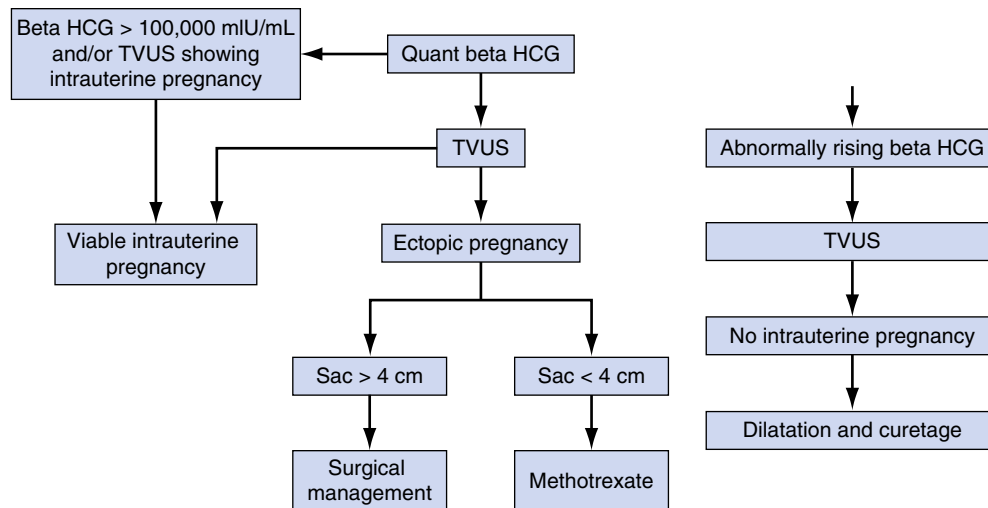 Beta HCG > 100,000 mIU/mL
and/or TVUS showing
intrauterine pregnancy
Quant beta HCG
TVUS
Viable intrauterine
pregnancy
Ectopic pregnancy
Sac > 4 cm
Sac < 4 cm
Surgical
management
Methotrexate
Abnormally rising beta HCG
TVUS
No intrauterine pregnancy
Dilatation and curetage